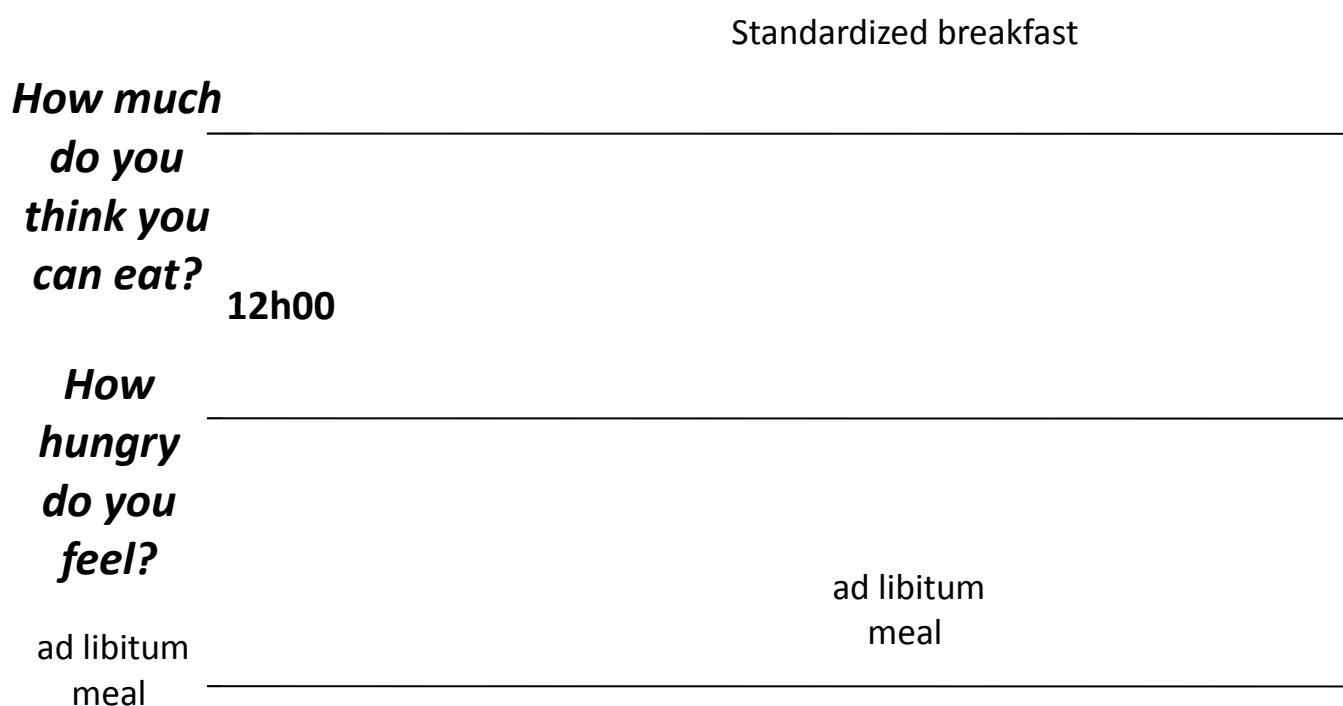 Standardized breakfast
How much
do you
think you
can eat?
12h00
How
hungry
do you
feel?
ad libitum
meal
ad libitum
meal